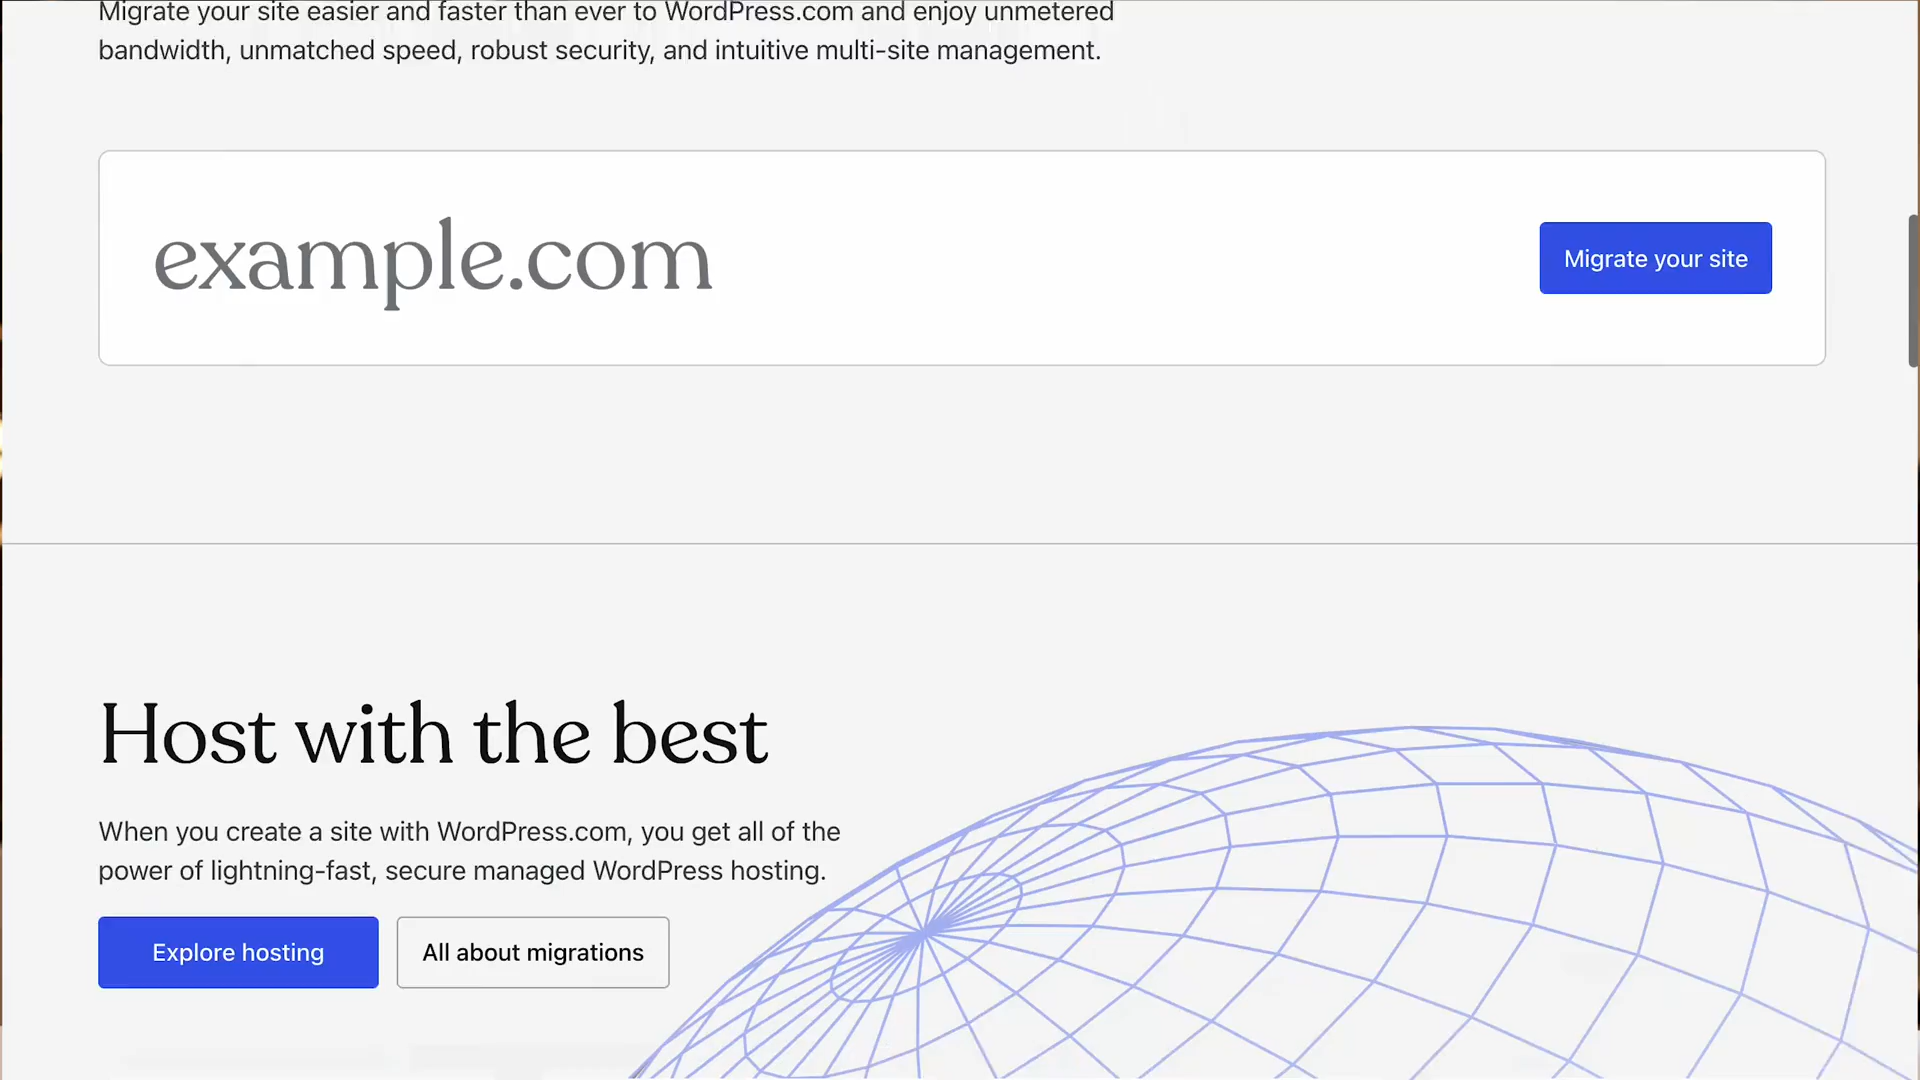 Migrate your site easier and faster than ever to WordPress.com and enjoy unmetered
bandwidth, unmatched speed, robust security, and intuitive multi-site management.
example.com
Migrate your site
Host with the best
When you create a site with WordPress.com, you get all of the
power of lightning-fast, secure managed WordPress hosting.
Explore hosting
All about migrations